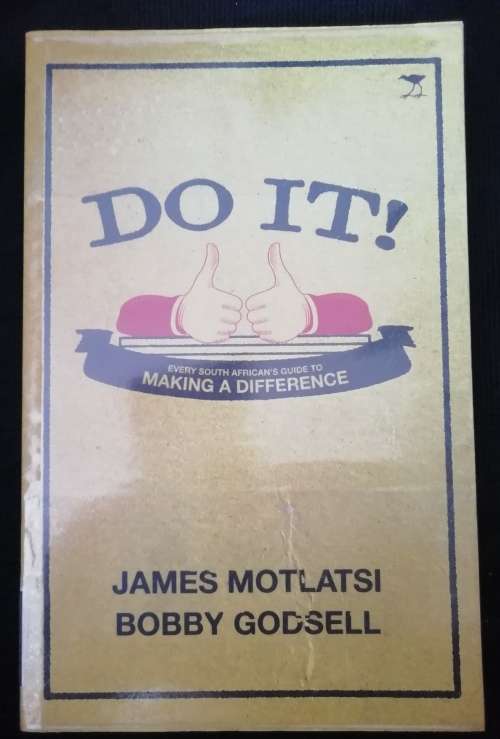 DO IT!
EVERY SOUTH AFRICAN'S GUIDE TO
MAKING A DIFFERENCE
JAMES MOTLATSI
BOBBY GODSELL